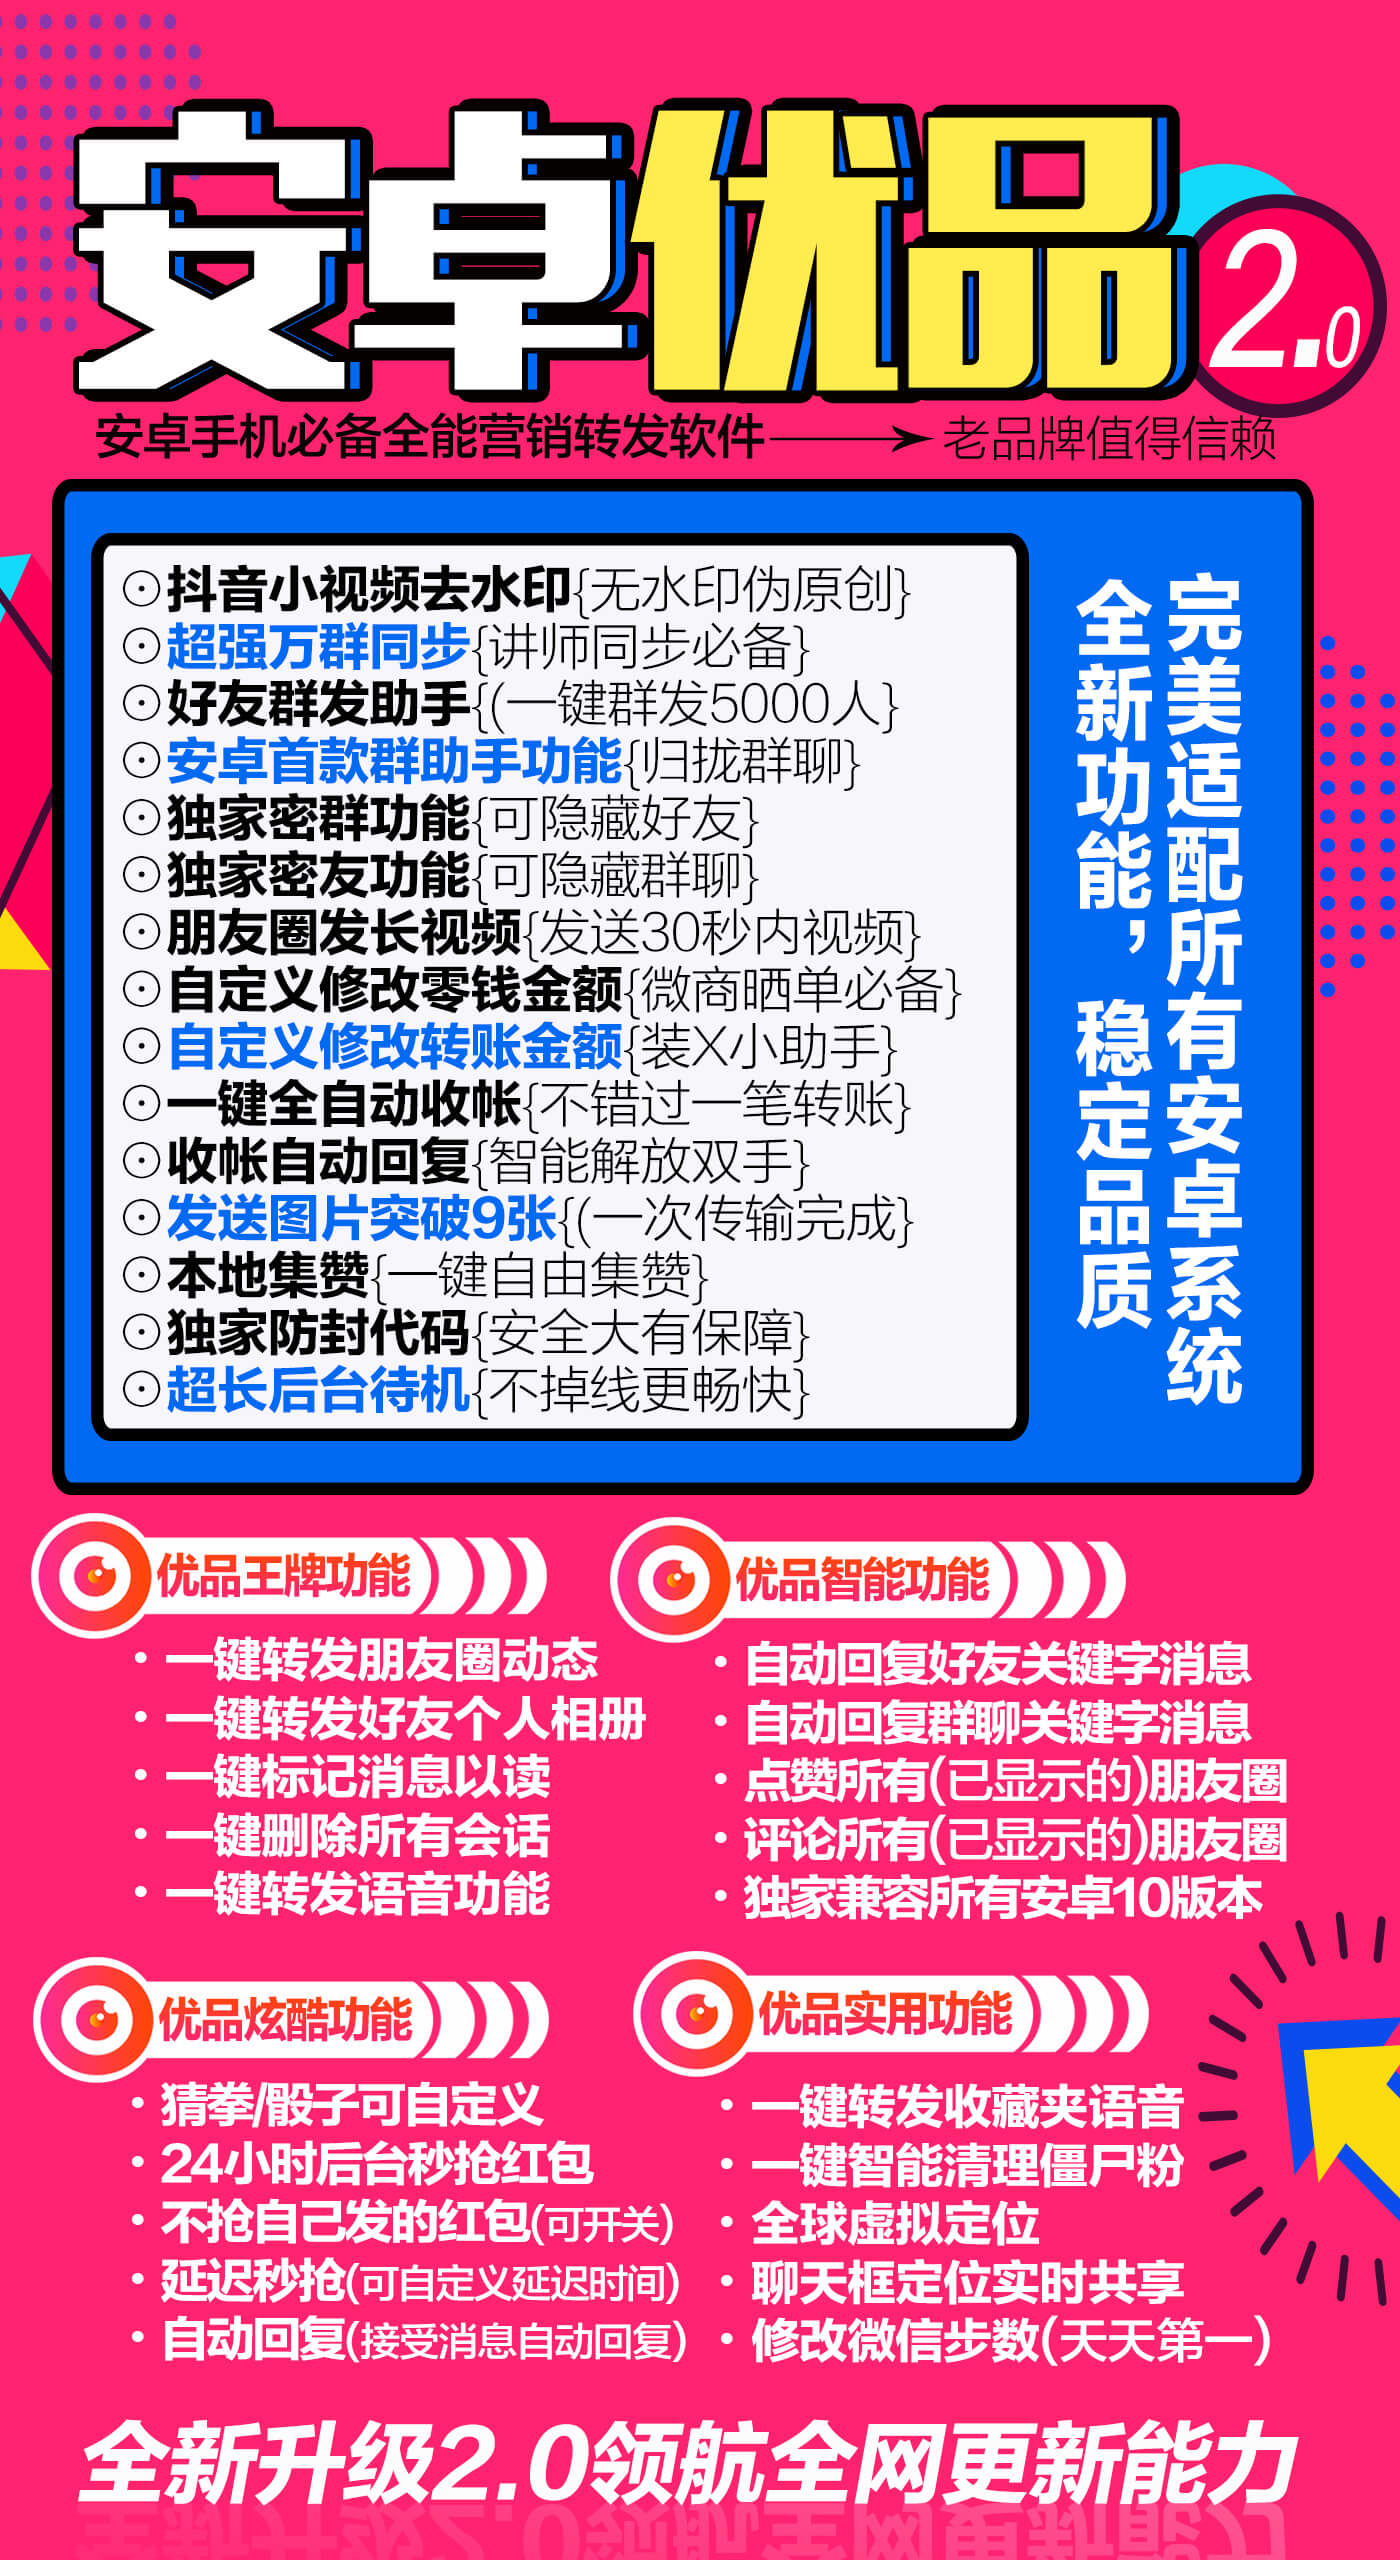 安卓优品
2.0
安卓手机必备全能营销转发软件
老品牌值得信赖
⊙抖音小视频去水印{无水印伪原创}
⊙超强万群同步{讲师同步必备}
⊙好友群发助手{(一键群发5000人}
⊙安卓首款群助手功能{归拢群聊}
⊙独家密群功能{可隐藏好友}
⊙独家密友功能{可隐藏群聊}
⊙朋友圈发长视频{发送30秒内视频}
⊙自定义修改零钱金额{微商晒单必备}
⊙自定义修改转账金额{装X小助手}
⊙一键全自动收帐{不错过一笔转账}
⊙收帐自动回复{智能解放双手}
⊙发送图片突破9张{(一次传输完成}
⊙本地集赞{一键自由集赞}
⊙独家防封代码{安全大有保障}
⊙超长后台待机{不掉线更畅快}
完美适配所有安卓系统
全新功能，稳定品质
优品王牌功能
·一键转发朋友圈动态
·一键转发好友个人相册
·一键标记消息以读
·一键删除所有会话
·一键转发语音功能
优品智能功能
·自动回复好友关键字消息
·自动回复群聊关键字消息
·点赞所有(已显示的)朋友圈
·评论所有(已显示的)朋友圈
·独家兼容所有安卓10版本
优品炫酷功能
·猜拳/骰子可自定义
·24小时后台秒抢红包
·不抢自己发的红包(可开关)
·延迟秒抢(可自定义延迟时间)
·自动回复(接受消息自动回复)
优品实用功能
·一键转发收藏夹语音
·一键智能清理僵尸粉
·全球虚拟定位
·聊天框定位实时共享
·修改微信步数(天天第一)
全新升级2.0领航全网更新能力